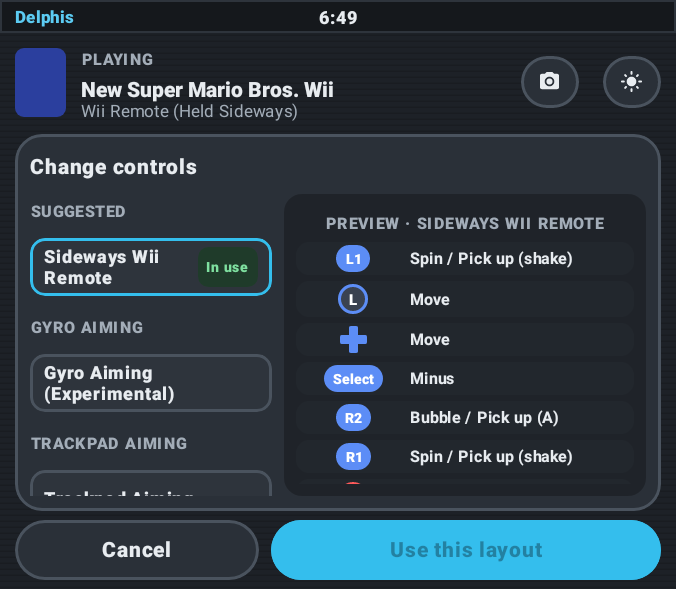 Delphis
6:49
PLAYING
New Super Mario Bros. Wii
Wii Remote (Held Sideways)
Change controls
SUGGESTED
Sideways Wii
Remote
In use
GYRO AIMING
Gyro Aiming
(Experimental)
TRACKPAD AIMING
Trackpad Aiming
PREVIEW · SIDEWAYS WII REMOTE
L1 Spin / Pick up (shake)
L Move
Move
Select Minus
R2 Bubble / Pick up (A)
R1 Spin / Pick up (shake)
Cancel
Use this layout